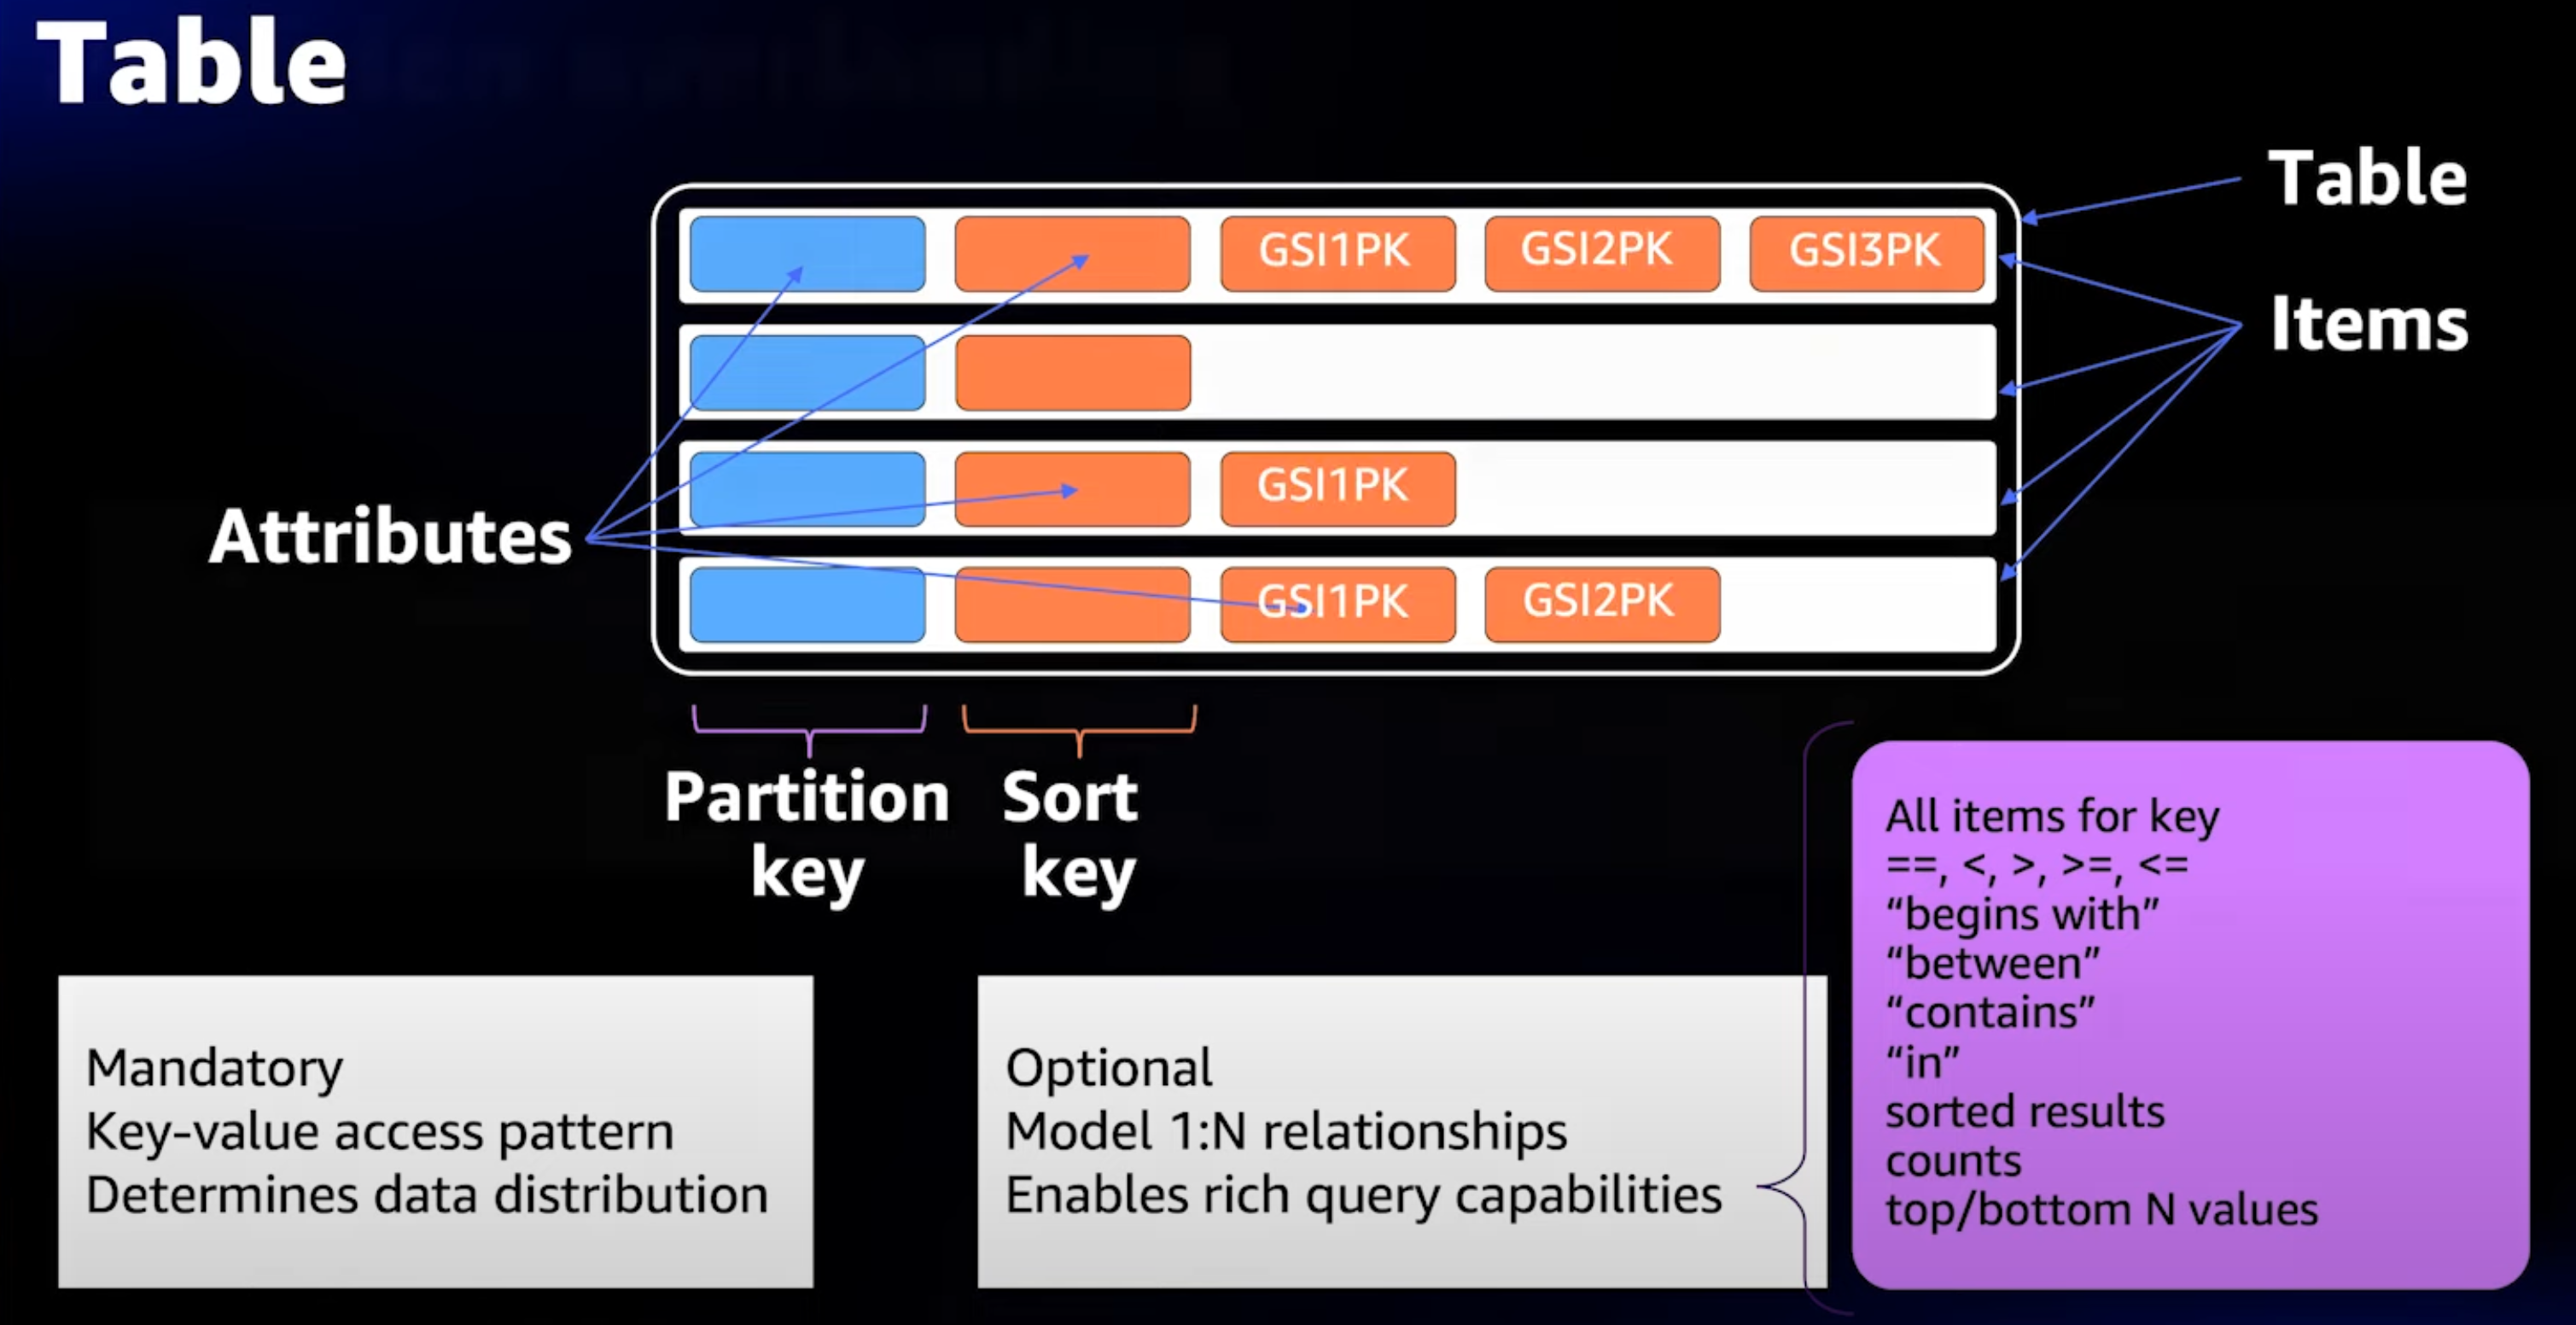 Table
Table
GSI1PK GSI2PK GSI3PK
Items
GSI1PK
Attributes
GSI1PK GSI2PK
Partition
key
Sort
key
Mandatory
Key-value access pattern
Determines data distribution
Optional
Model 1:N relationships
Enables rich query capabilities
All items for key
==, <, >, >=, <=
“begins with”
“between”
“contains”
“in”
sorted results
counts
top/bottom N values